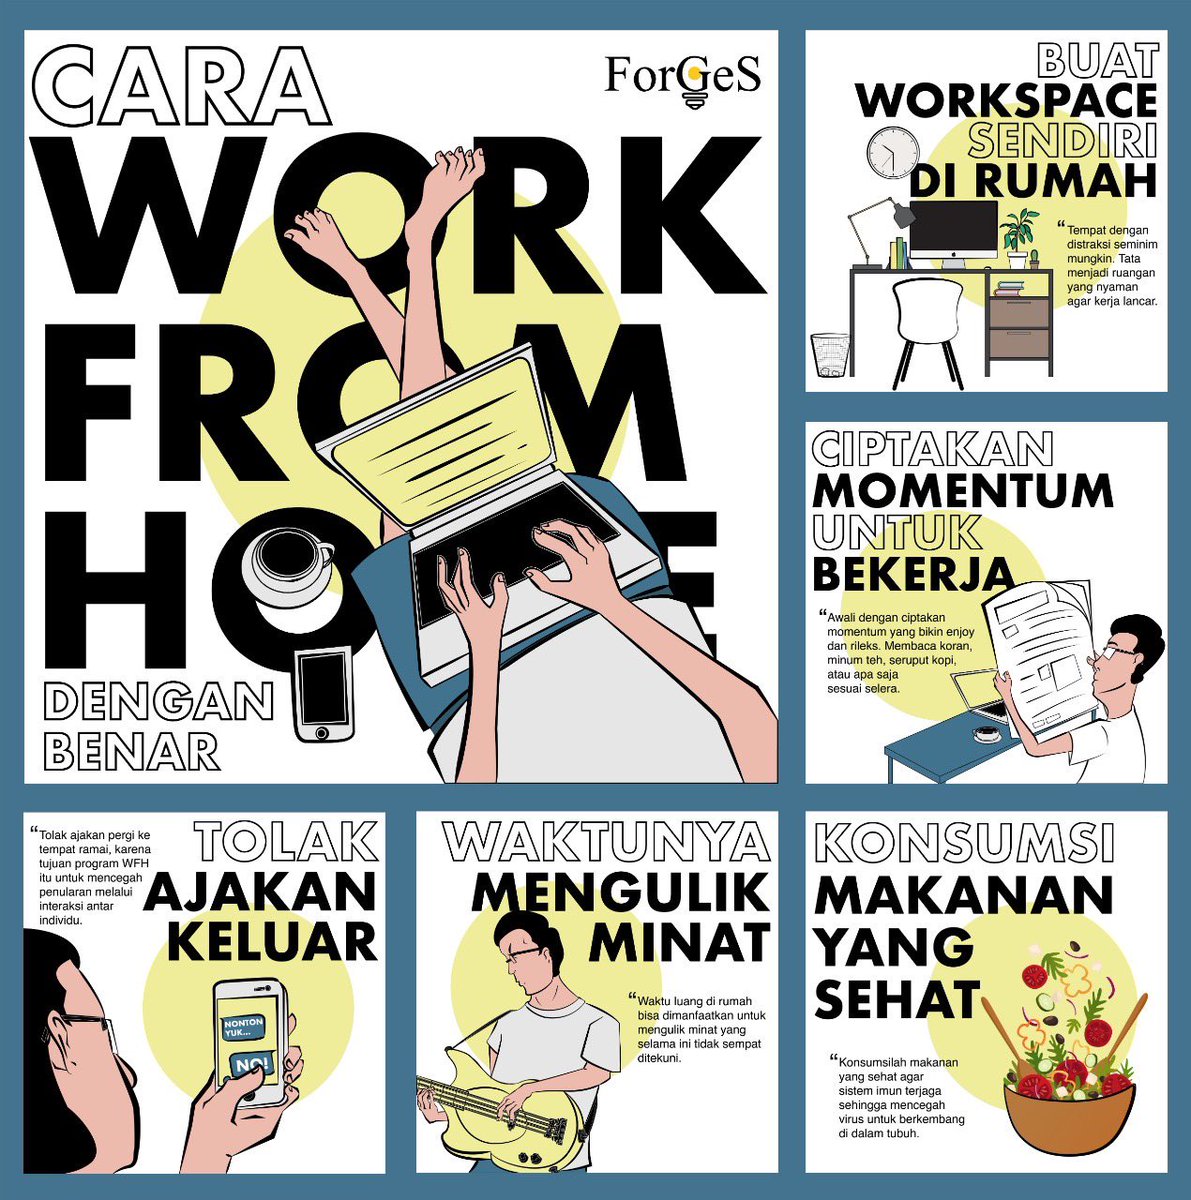 CARA
ForGeS
WORK
FROM
HOME
DENGAN
BENAR
BUAT
WORKSPACE
SENDIRI
DI RUMAH
“Tempat dengan
distraksi seminim
mungkin. Tata
menjadi ruangan
yang nyaman
agar kerja lancar.
CIPTAKAN
MOMENTUM
UNTUK
BEKERJA
“Awali dengan ciptakan
momentum yang bikin enjoy
dan rileks. Membaca koran,
minum teh, seruput kopi,
atau apa saja
sesuai selera.
“Tolak ajakan pergi ke
tempat ramai, karena
tujuan program WFH
itu untuk mencegah
penularan melalui
interaksi antar
individu.
TOLAK
AJAKAN
KELUAR
NONTON
YUK...
NO!
WAKTUNYA
MENGULIK
MINAT
“Waktu luang di rumah
bisa dimanfaatkan untuk
mengulik minat yang
selama ini tidak sempat
ditekuni.
KONSUMSI
MAKANAN
YANG
SEHAT
“Konsumsilah makanan
yang sehat agar
sistem imun terjaga
sehingga mencegah
virus untuk berkembang
di dalam tubuh.